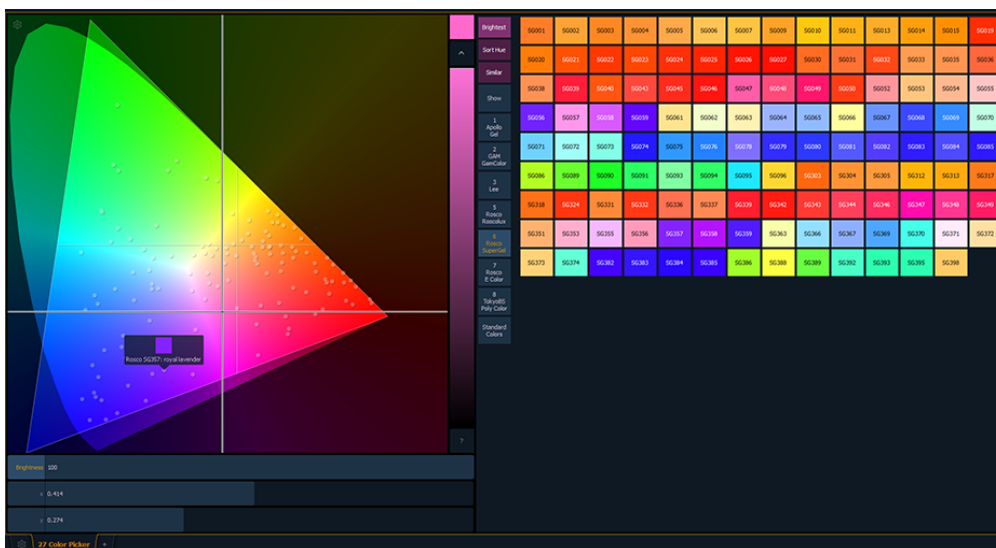 Brightest
Sort Hue
Similar
Show
1
Apollo
Gel
2
GAM
GamColor
3
Lee
5
Rosco
Roscolux
6
Rosco
SuperGel
7
Rosco
E Color
8
TokyoBS
Poly Color
Standard
Colors
SG001 SG002 SG003 SG004 SG005 SG006 SG007 SG009 SG010 SG011 SG013 SG014 SG015 SG019
SG020 SG021 SG022 SG023 SG024 SG025 SG026 SG027 SG030 SG031 SG032 SG033 SG035 SG036
SG038 SG039 SG040 SG043 SG045 SG046 SG047 SG048 SG049 SG050 SG052 SG053 SG054 SG055
SG056 SG057 SG058 SG059 SG061 SG062 SG063 SG064 SG065 SG066 SG067 SG068 SG069 SG070
SG071 SG072 SG073 SG074 SG075 SG076 SG078 SG079 SG080 SG081 SG082 SG083 SG084 SG085
SG086 SG089 SG090 SG091 SG093 SG094 SG095 SG096 SG303 SG304 SG305 SG312 SG313 SG317
SG318 SG324 SG331 SG332 SG336 SG337 SG339 SG342 SG343 SG344 SG346 SG347 SG348 SG349
SG351 SG353 SG355 SG356 SG357 SG358 SG359 SG363 SG366 SG367 SG369 SG370 SG371 SG372
SG373 SG374 SG382 SG383 SG384 SG385 SG386 SG388 SG389 SG392 SG393 SG395 SG398
Rosco SG357: royal lavender
?
Brightness 100
x 0.414
y 0.274
27 Color Picker +